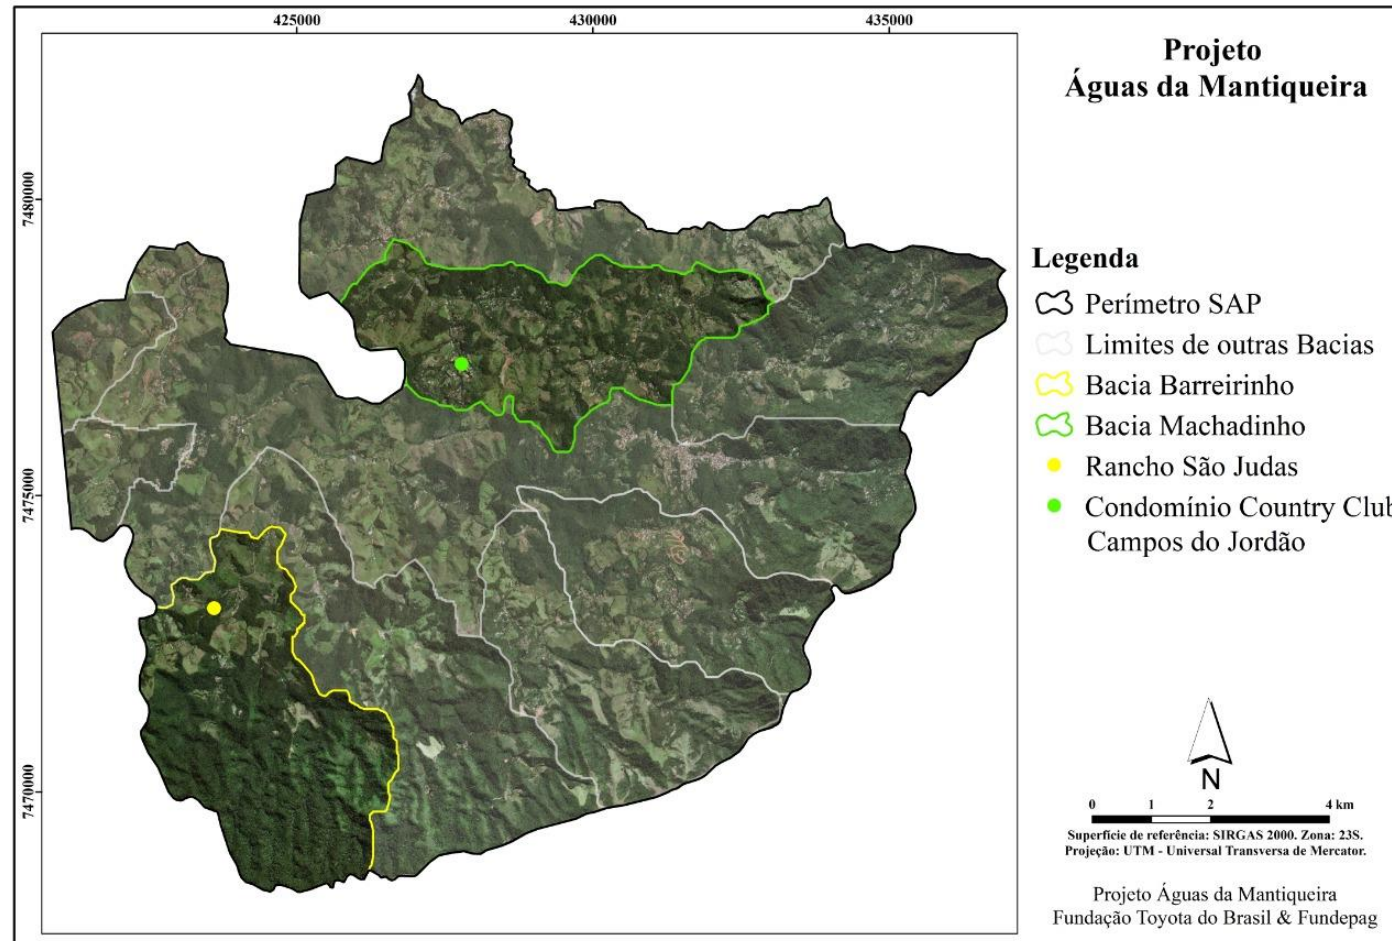 425000
430000
435000
7480000
7475000
7470000
Projeto
Águas da Mantiqueira
Legenda
Perímetro SAP
Limites de outras Bacias
Bacia Barreirinho
Bacia Machadinho
Rancho São Judas
Condomínio Country Club
Campos do Jordão
N
0 1 2 4 km
Superfície de referência: SIRGAS 2000. Zona: 23S.
Projeção: UTM - Universal Transversa de Mercator.
Projeto Águas da Mantiqueira
Fundação Toyota do Brasil & Fundepag